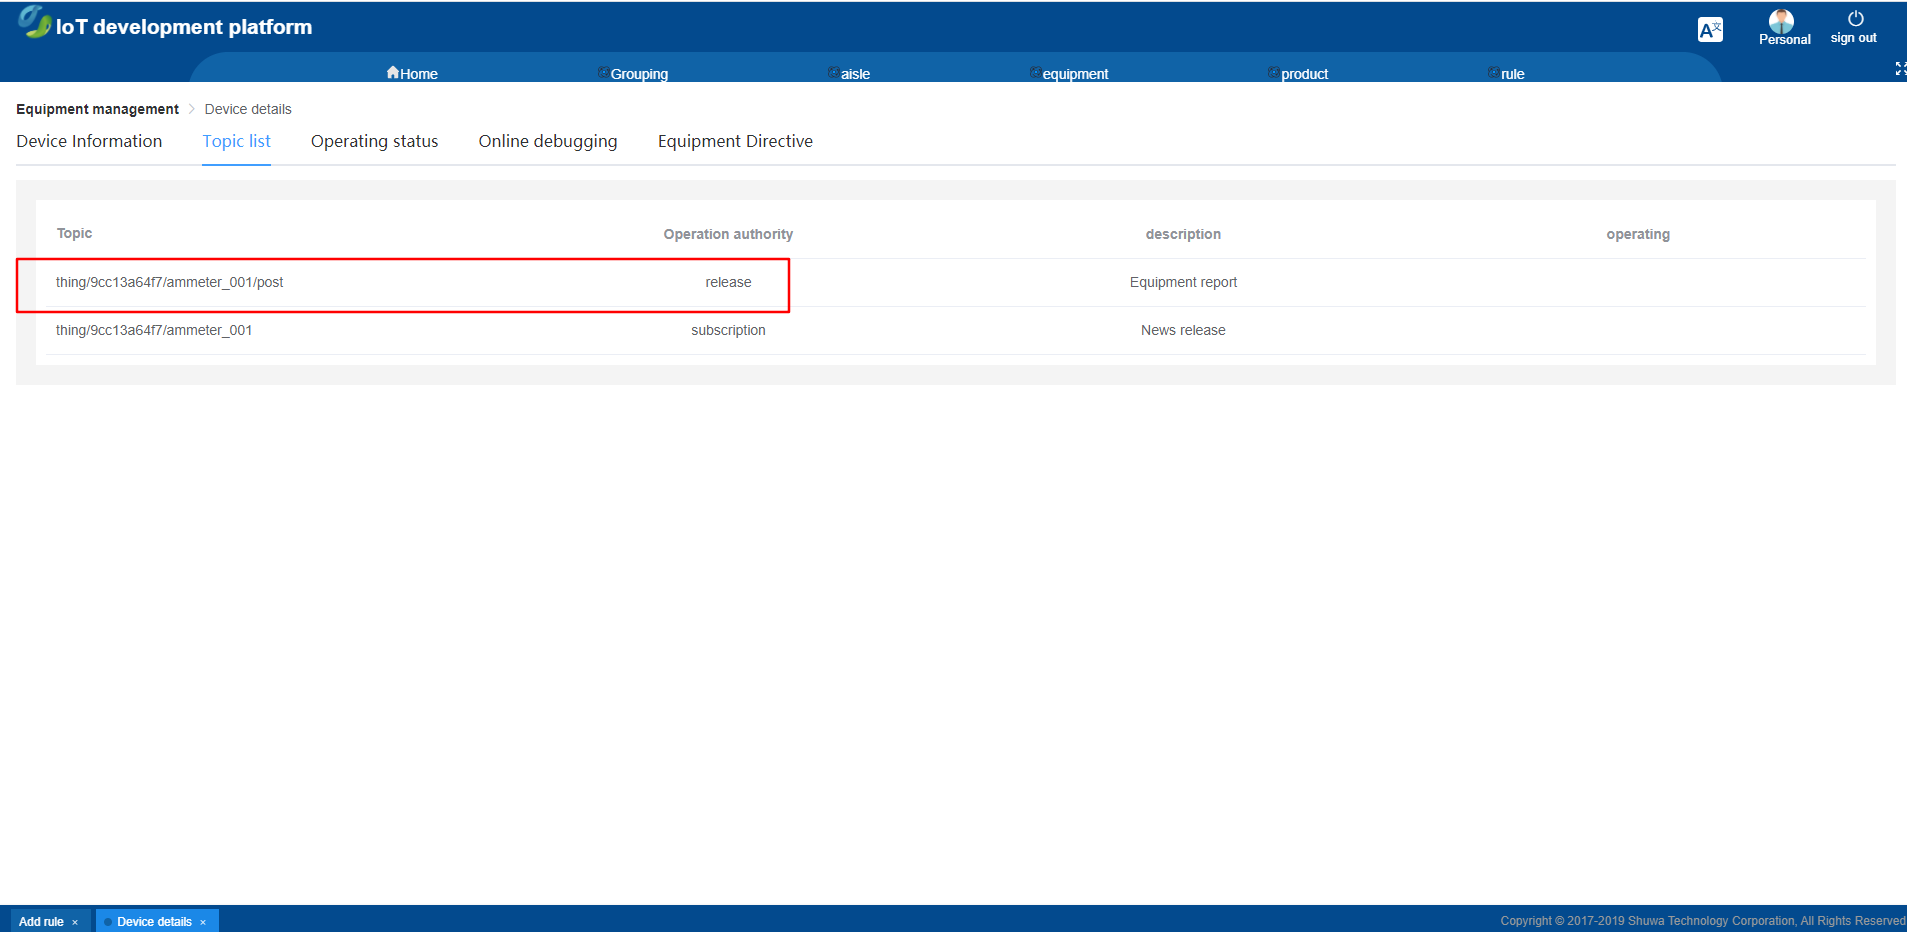 IoT development platform
A文
Personal
sign out
Home
Grouping
aisle
equipment
product
rule
Equipment management > Device details
Device Information
Topic list
Operating status
Online debugging
Equipment Directive
Topic
Operation authority
description
operating
thing/9cc13a64f7/ammeter_001/post
release
Equipment report
thing/9cc13a64f7/ammeter_001
subscription
News release
Add rule ×
Device details ×
Copyright © 2017-2019 Shuwa Technology Corporation, All Rights Reserved